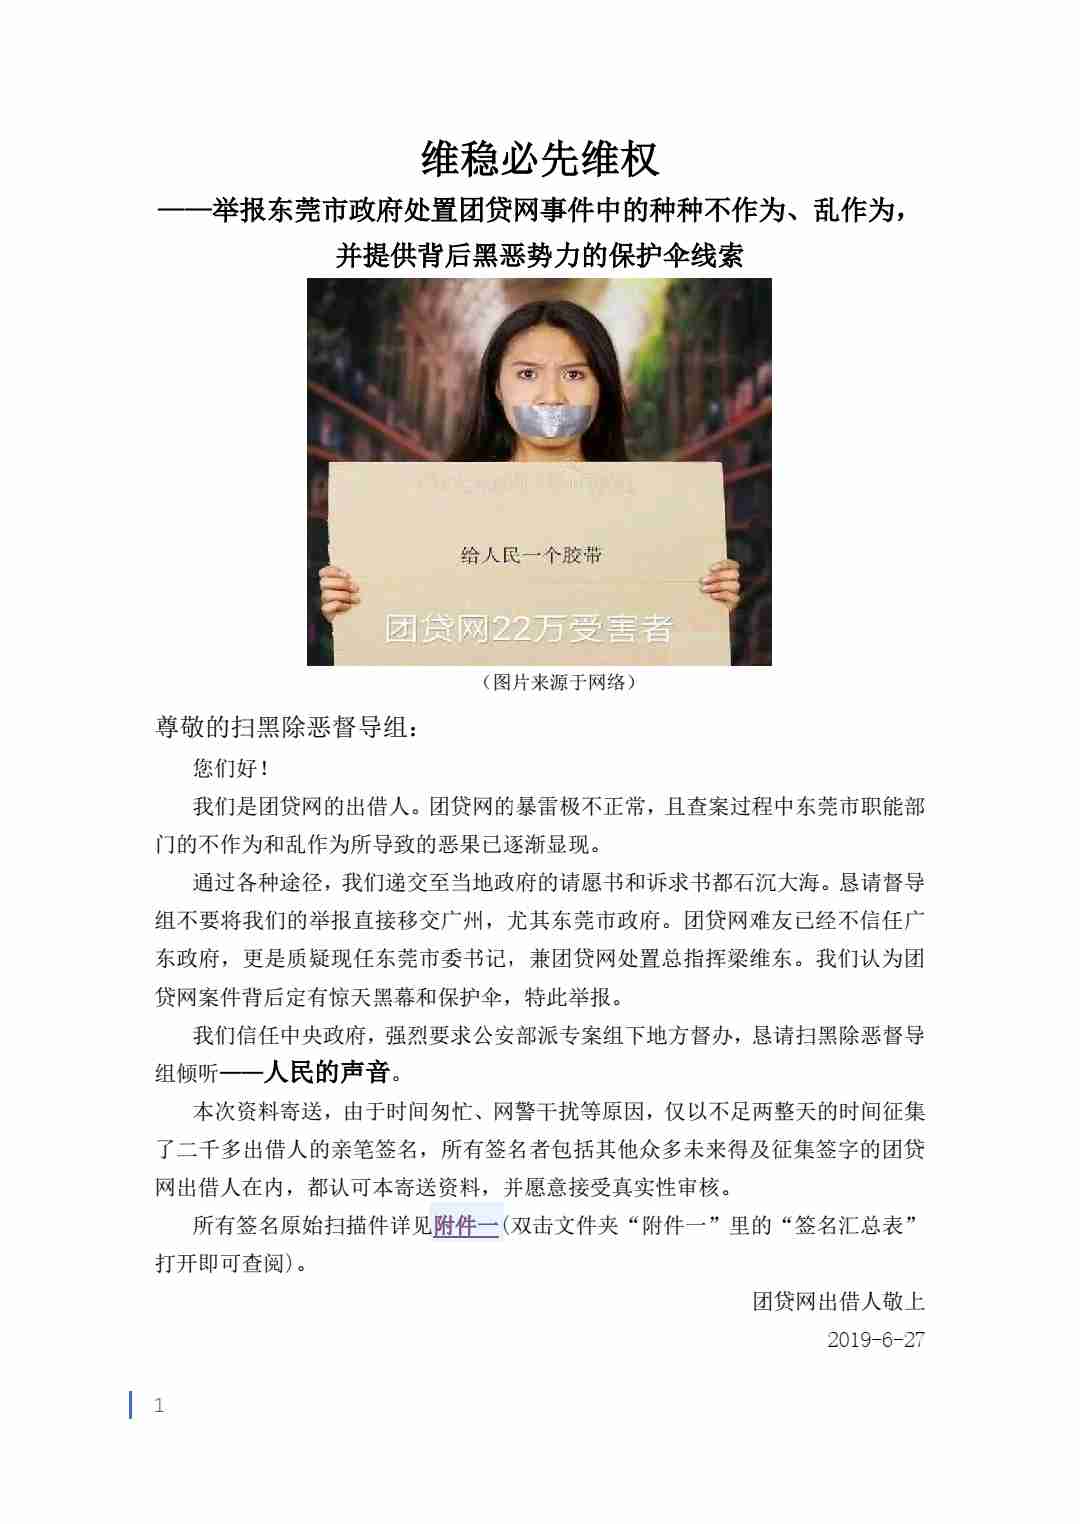 维稳必先维权
——举报东莞市政府处置团贷网事件中的种种不作为、乱作为，
并提供背后黑恶势力的保护伞线索
给人民一个胶带
团贷网22万受害者
（图片来源于网络）
尊敬的扫黑除恶督导组：
您们好！
我们是团贷网的出借人。团贷网的暴雷极不正常，且查案过程中东莞市职能部
门的不作为和乱作为所导致的恶果已逐渐显现。
通过各种途径，我们递交至当地政府的请愿书和诉求书都石沉大海。恳请督导
组不要将我们的举报直接移交广州，尤其东莞市政府。团贷网难友已经不信任广
东政府，更是质疑现任东莞市委书记，兼团贷网处置总指挥梁维东。我们认为团
贷网案件背后定有惊天黑幕和保护伞，特此举报。
我们信任中央政府，强烈要求公安部派专案组下地方督办，恳请扫黑除恶督导
组倾听——人民的声音。
本次资料寄送，由于时间匆忙、网警干扰等原因，仅以不足两整天的时间征集
了二千多出借人的亲笔签名，所有签名者包括其他众多未来得及征集签字的团贷
网出借人在内，都认可本寄送资料，并愿意接受真实性审核。
所有签名原始扫描件详见附件一(双击文件夹“附件一”里的“签名汇总表”
打开即可查阅)。
团贷网出借人敬上
2019-6-27
1